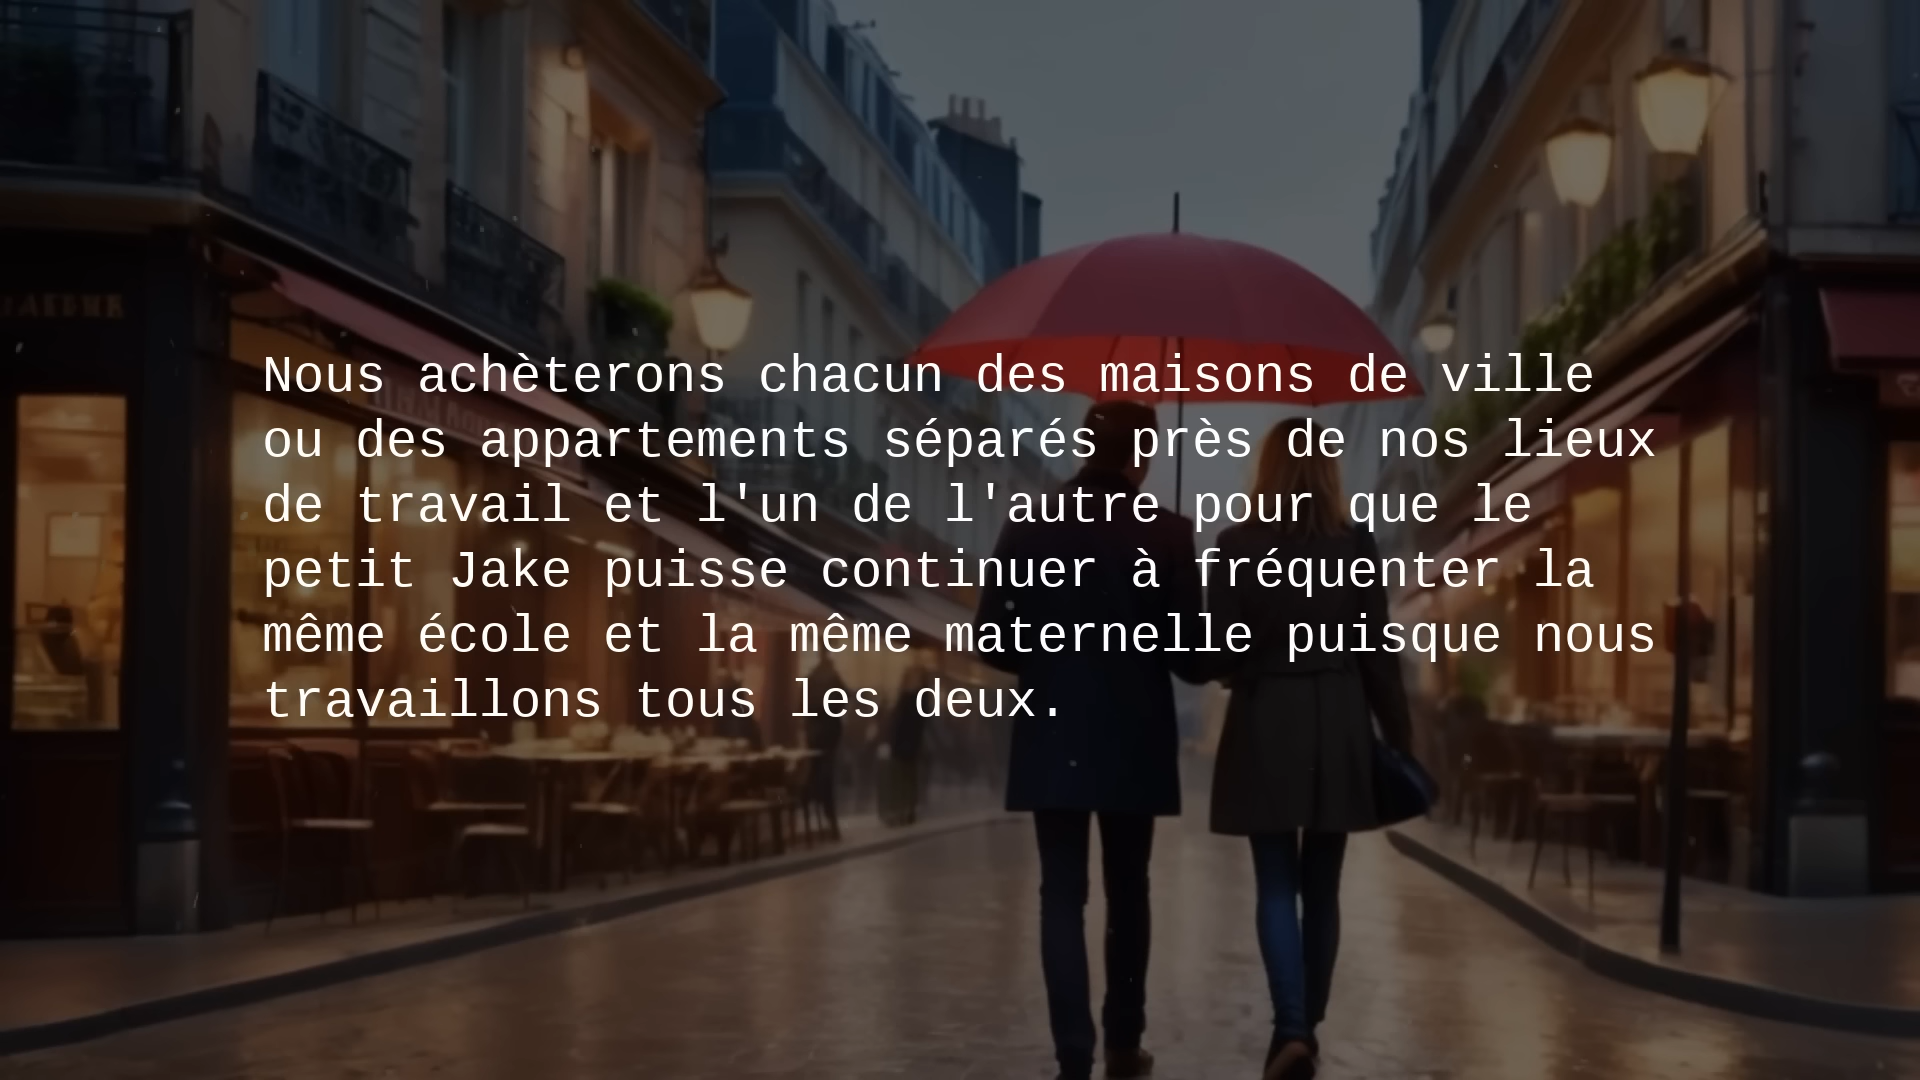 Nous achèterons chacun des maisons de ville
ou des appartements séparés près de nos lieux
de travail et l'un de l'autre pour que le
petit Jake puisse continuer à fréquenter la
même école et la même maternelle puisque nous
travaillons tous les deux.